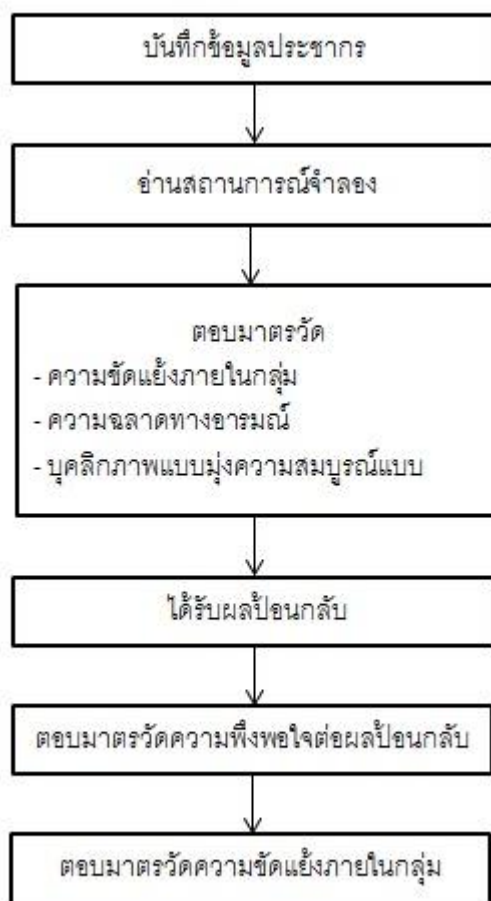 บันทึกข้อมูลประชากร
อ่านสถานการณ์จำลอง
ตอบมาตรวัด
- ความขัดแย้งภายในกลุ่ม
- ความฉลาดทางอารมณ์
- บุคลิกภาพแบบมุ่งความสมบูรณ์แบบ
ได้รับผลป้อนกลับ
ตอบมาตรวัดความพึงพอใจต่อผลป้อนกลับ
ตอบมาตรวัดความขัดแย้งภายในกลุ่ม